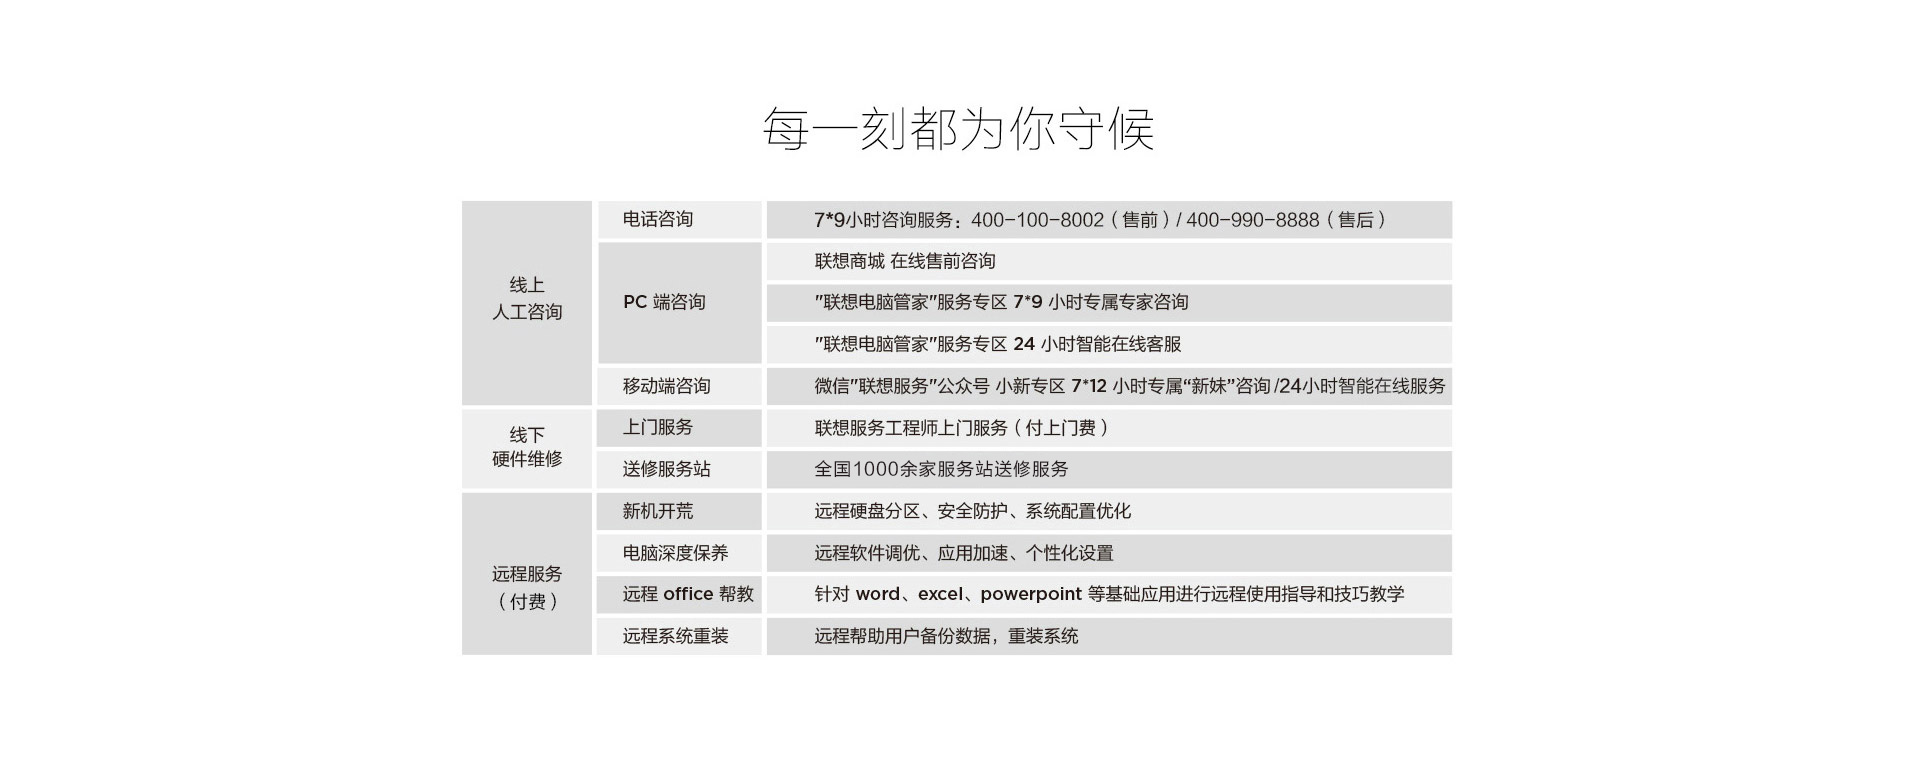 每一刻都为你守候
线上
人工咨询
电话咨询
7*9小时咨询服务：400-100-8002（售前）/ 400-990-8888（售后）
PC 端咨询
联想商城 在线售前咨询
"联想电脑管家"服务专区 7*9 小时专属专家咨询
"联想电脑管家"服务专区 24 小时智能在线客服
移动端咨询
微信"联想服务"公众号 小新专区 7*12 小时专属“新妹”咨询 /24小时智能在线服务
线下
硬件维修
上门服务
联想服务工程师上门服务（付上门费）
送修服务站
全国1000余家服务站送修服务
远程服务
（付费）
新机开荒
远程硬盘分区、安全防护、系统配置优化
电脑深度保养
远程软件调优、应用加速、个性化设置
远程 office 帮教
针对 word、excel、powerpoint 等基础应用进行远程使用指导和技巧教学
远程系统重装
远程帮助用户备份数据，重装系统